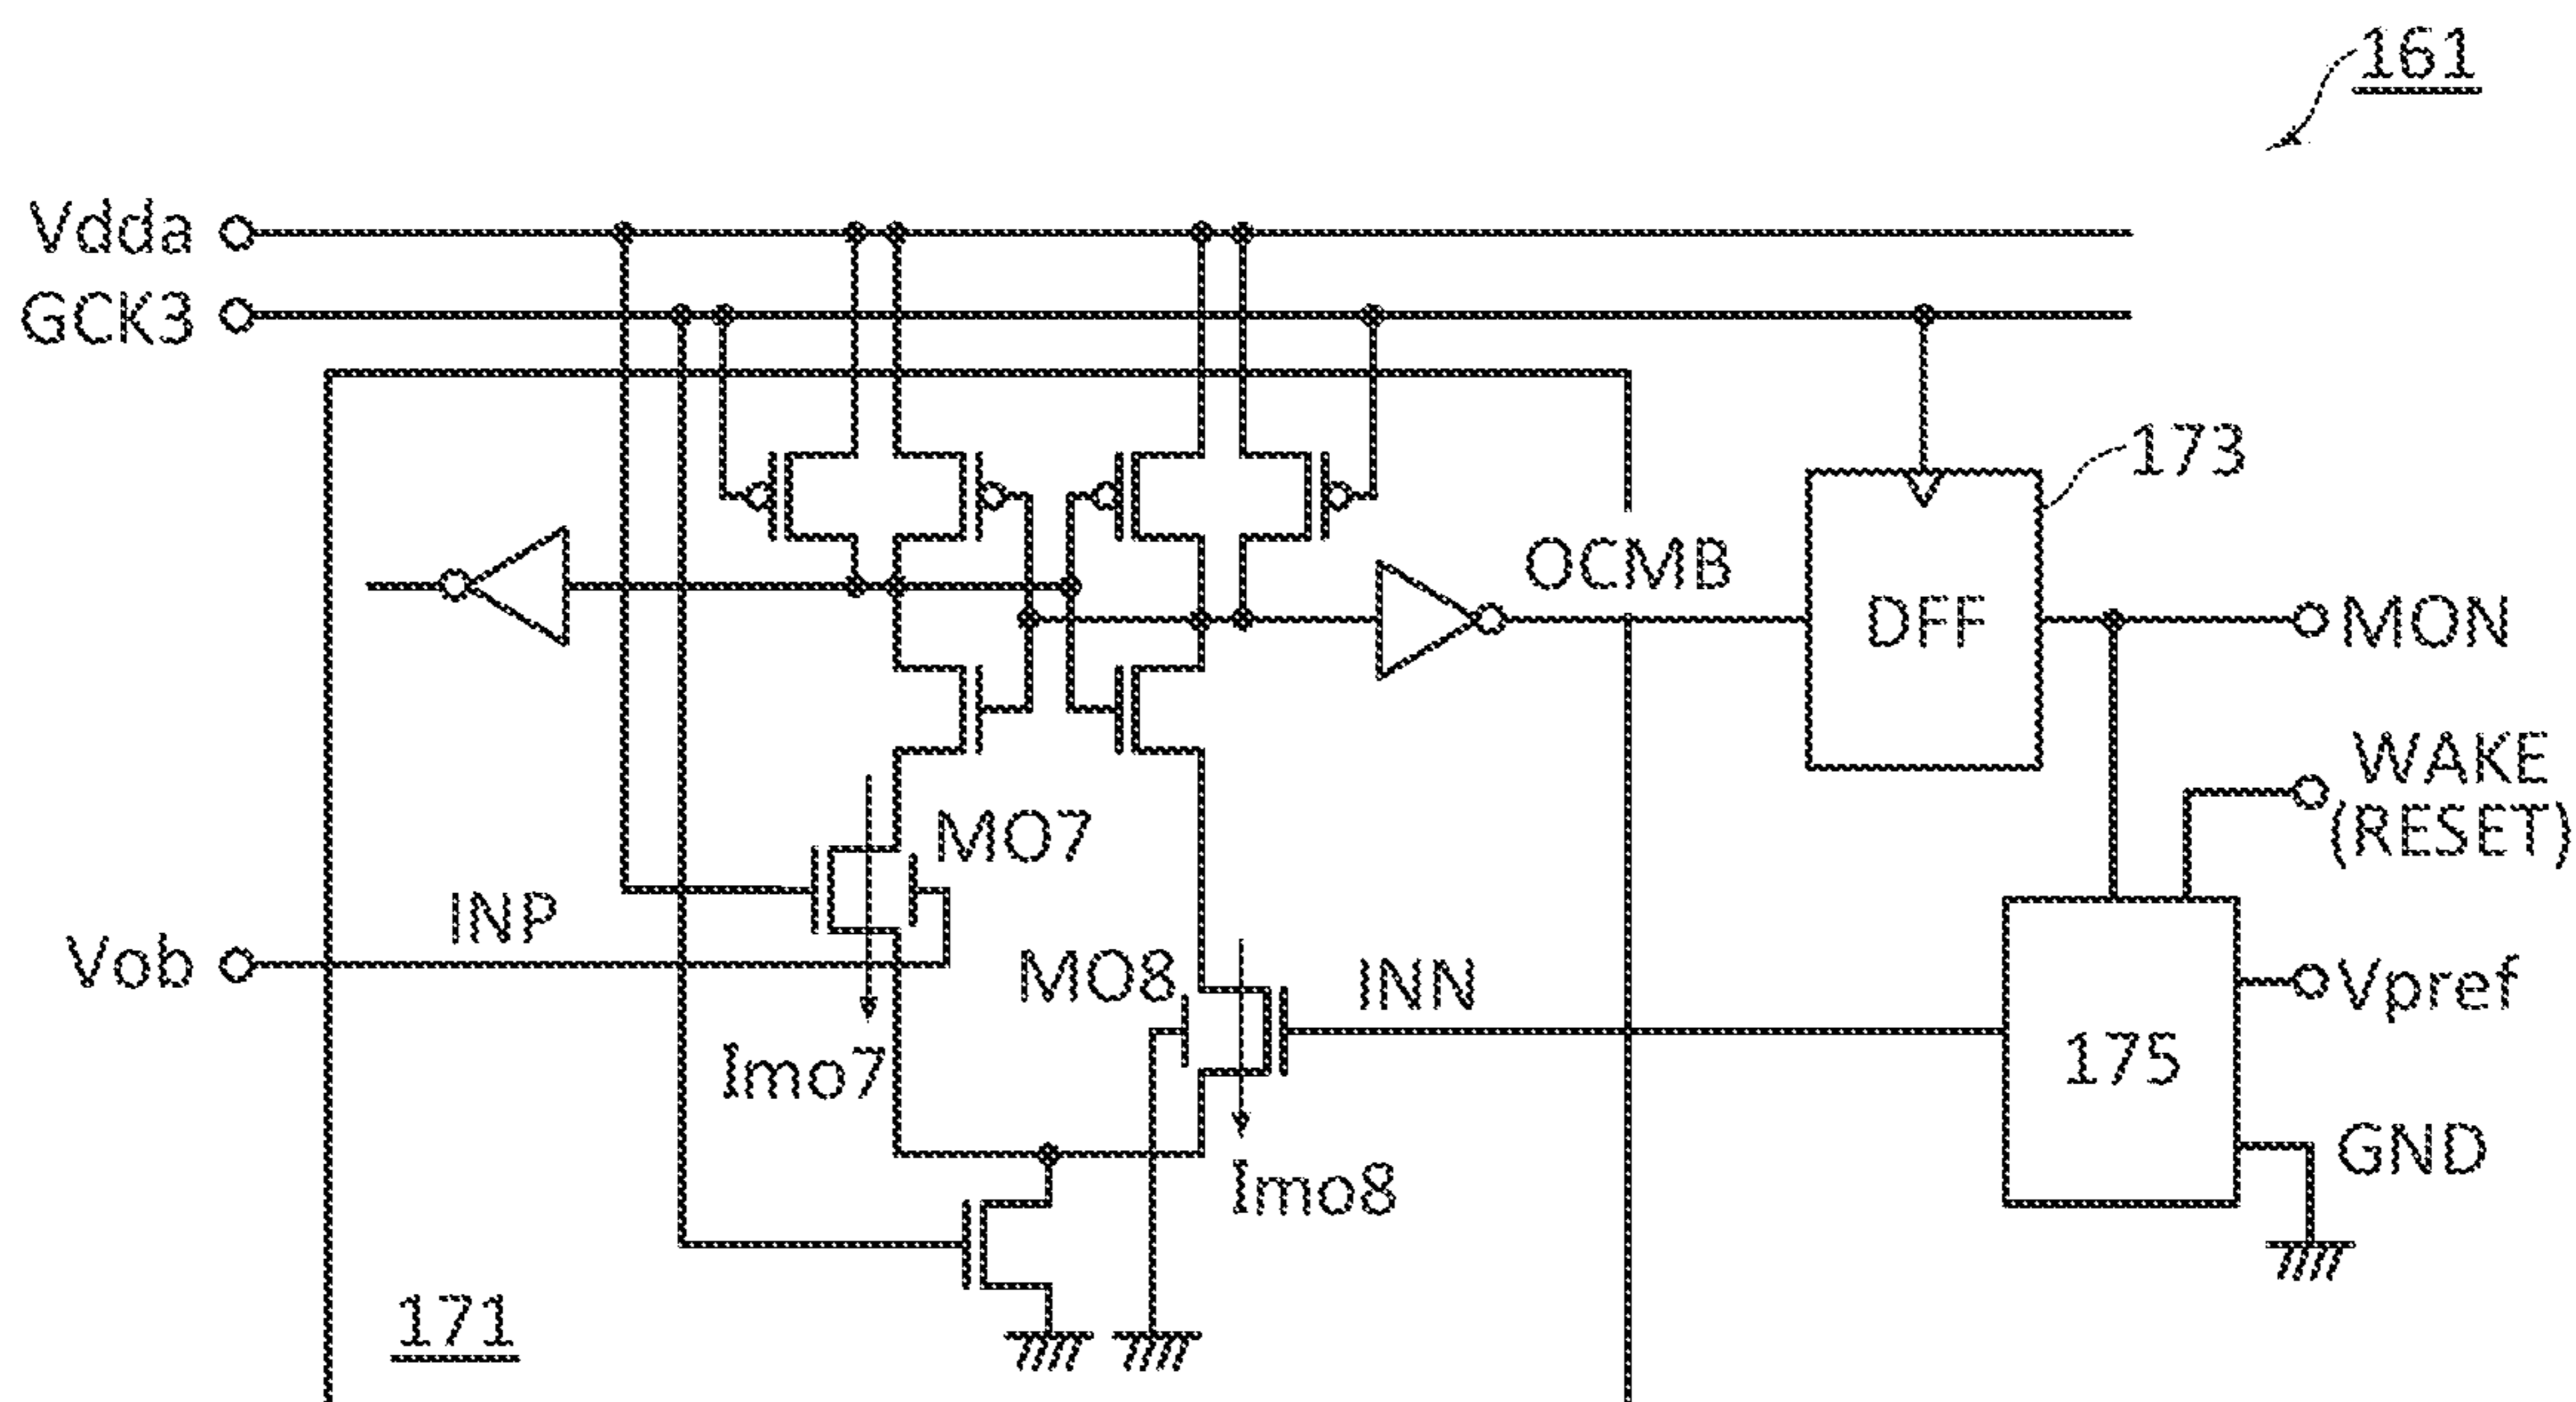 161
Vdda
GCK3
173
OCMB
DFF
MON
WAKE
(RESET)
MO7
INP
Vob
MO8
INN
Vpref
Imo7
175
GND
Imo8
171